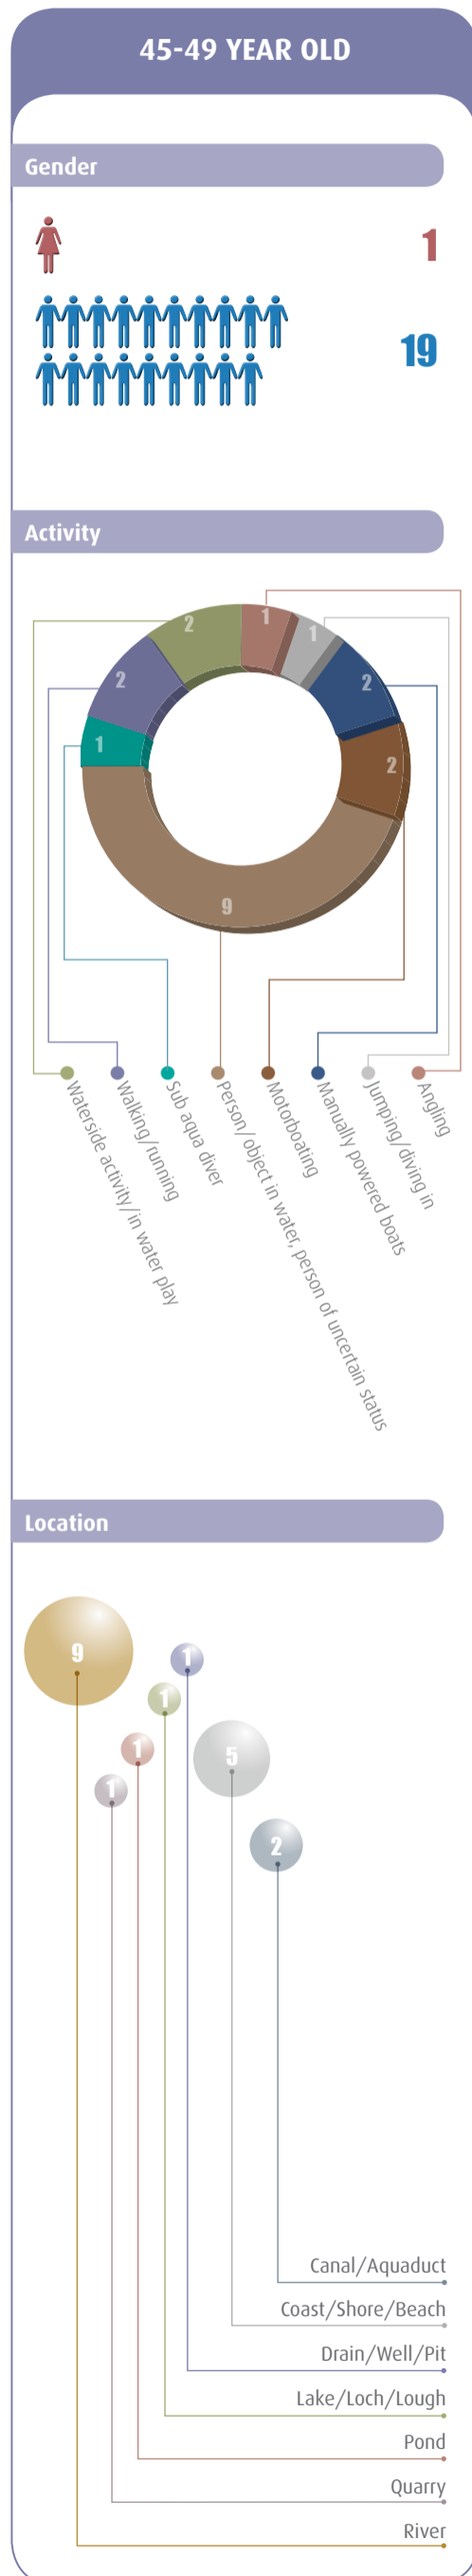 45-49 YEAR OLD
Gender
1
19
Activity
2
1
1
2
2
1
2
9
Waterside activity/in water play
Walking/running
Sub aqua diver
Person/object in water, person of uncertain status
Motorboating
Manually powered boats
Jumping/diving in
Angling
Location
9
1
1
1
5
1
2
Canal/Aquaduct
Coast/Shore/Beach
Drain/Well/Pit
Lake/Loch/Lough
Pond
Quarry
River